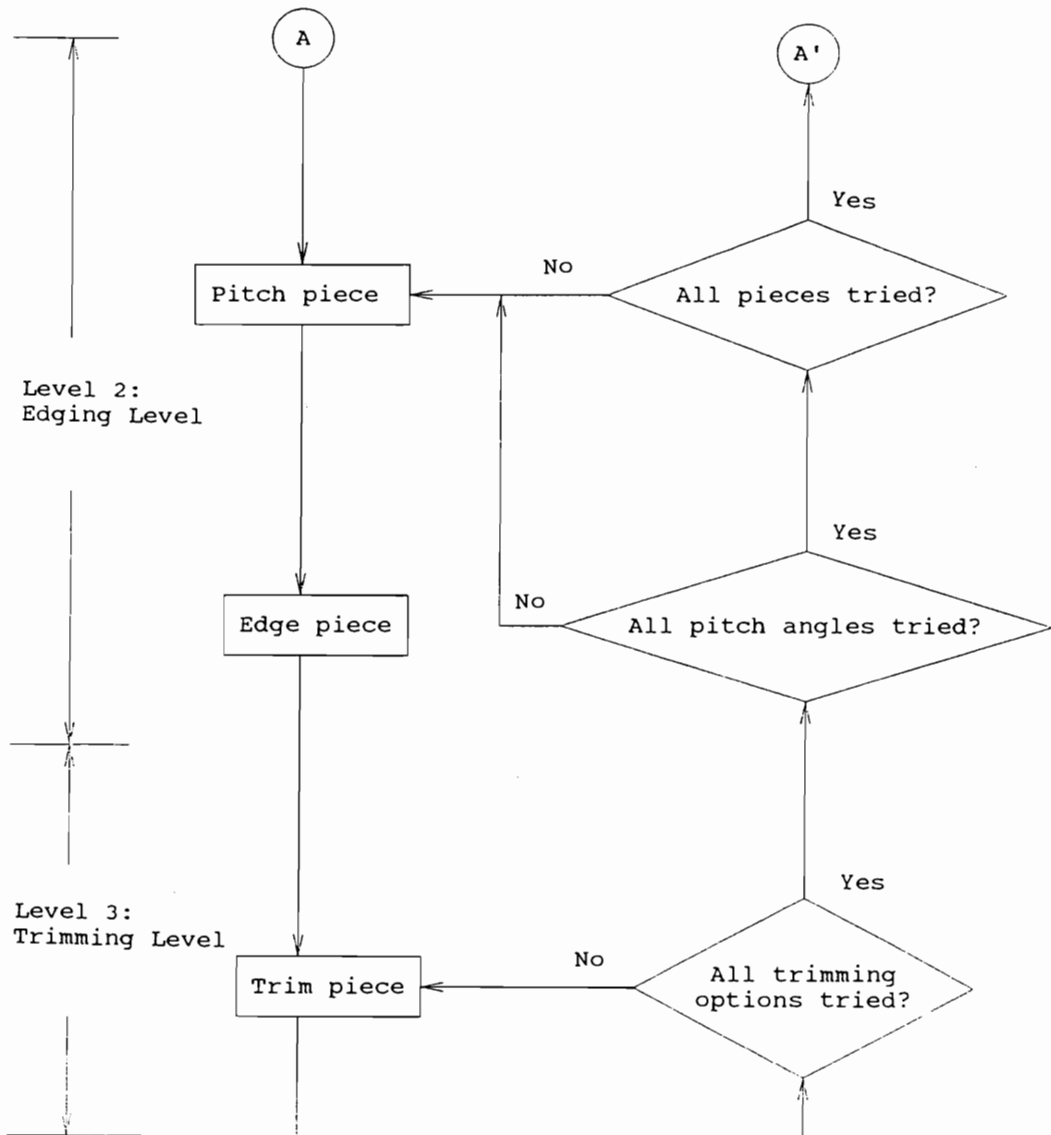 A
A'
Yes
No
Pitch piece
All pieces tried?
Level 2:
Edging Level
Yes
No
Edge piece
All pitch angles tried?
Yes
Level 3:
Trimming Level
No
Trim piece
All trimming
options tried?